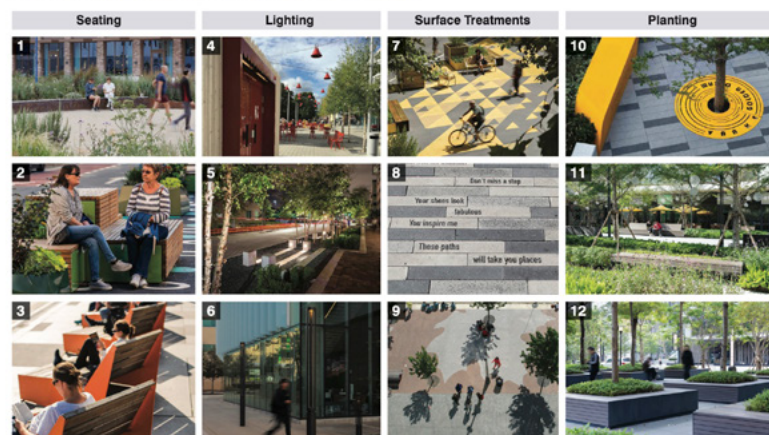 Seating
Lighting
Surface Treatments
Planting
1
4
7
10
2
5
8
Don't miss a step
Your shoes look
fabulous
You inspire me
These paths
will take you places
11
3
6
9
12